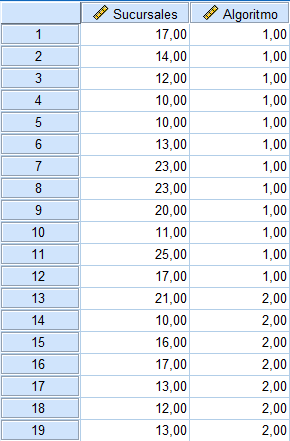 Sucursales Algoritmo
1 17,00 1,00
2 14,00 1,00
3 12,00 1,00
4 10,00 1,00
5 10,00 1,00
6 13,00 1,00
7 23,00 1,00
8 23,00 1,00
9 20,00 1,00
10 11,00 1,00
11 25,00 1,00
12 17,00 1,00
13 21,00 2,00
14 10,00 2,00
15 16,00 2,00
16 17,00 2,00
17 13,00 2,00
18 12,00 2,00
19 13,00 2,00